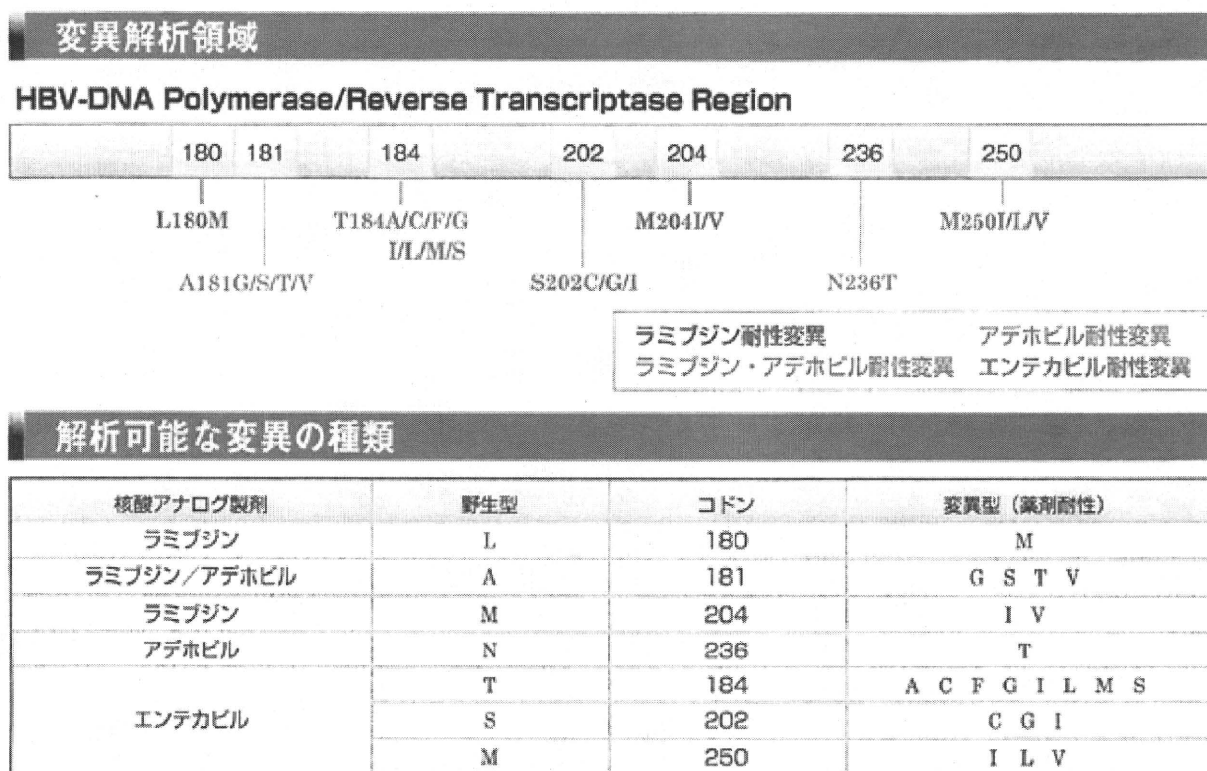 変異解析領域
HBV-DNA Polymerase/Reverse Transcriptase Region
180 181 184 202 204 236 250
L180M T184A/C/F/G M204I/V M250I/L/V
I/L/M/S
A181G/S/T/V S202C/G/I N236T
ラミブジン耐性変異 アデホビル耐性変異
ラミブジン・アデホビル耐性変異 エンテカビル耐性変異
解析可能な変異の種類
核酸アナログ製剤 野生型 コドン 変異型（薬剤耐性）
ラミブジン L 180 M
ラミブジン／アデホビル A 181 G S T V
ラミブジン M 204 I V
アデホビル N 236 T
T 184 A C F G I L M S
エンテカビル S 202 C G I
M 250 I L V